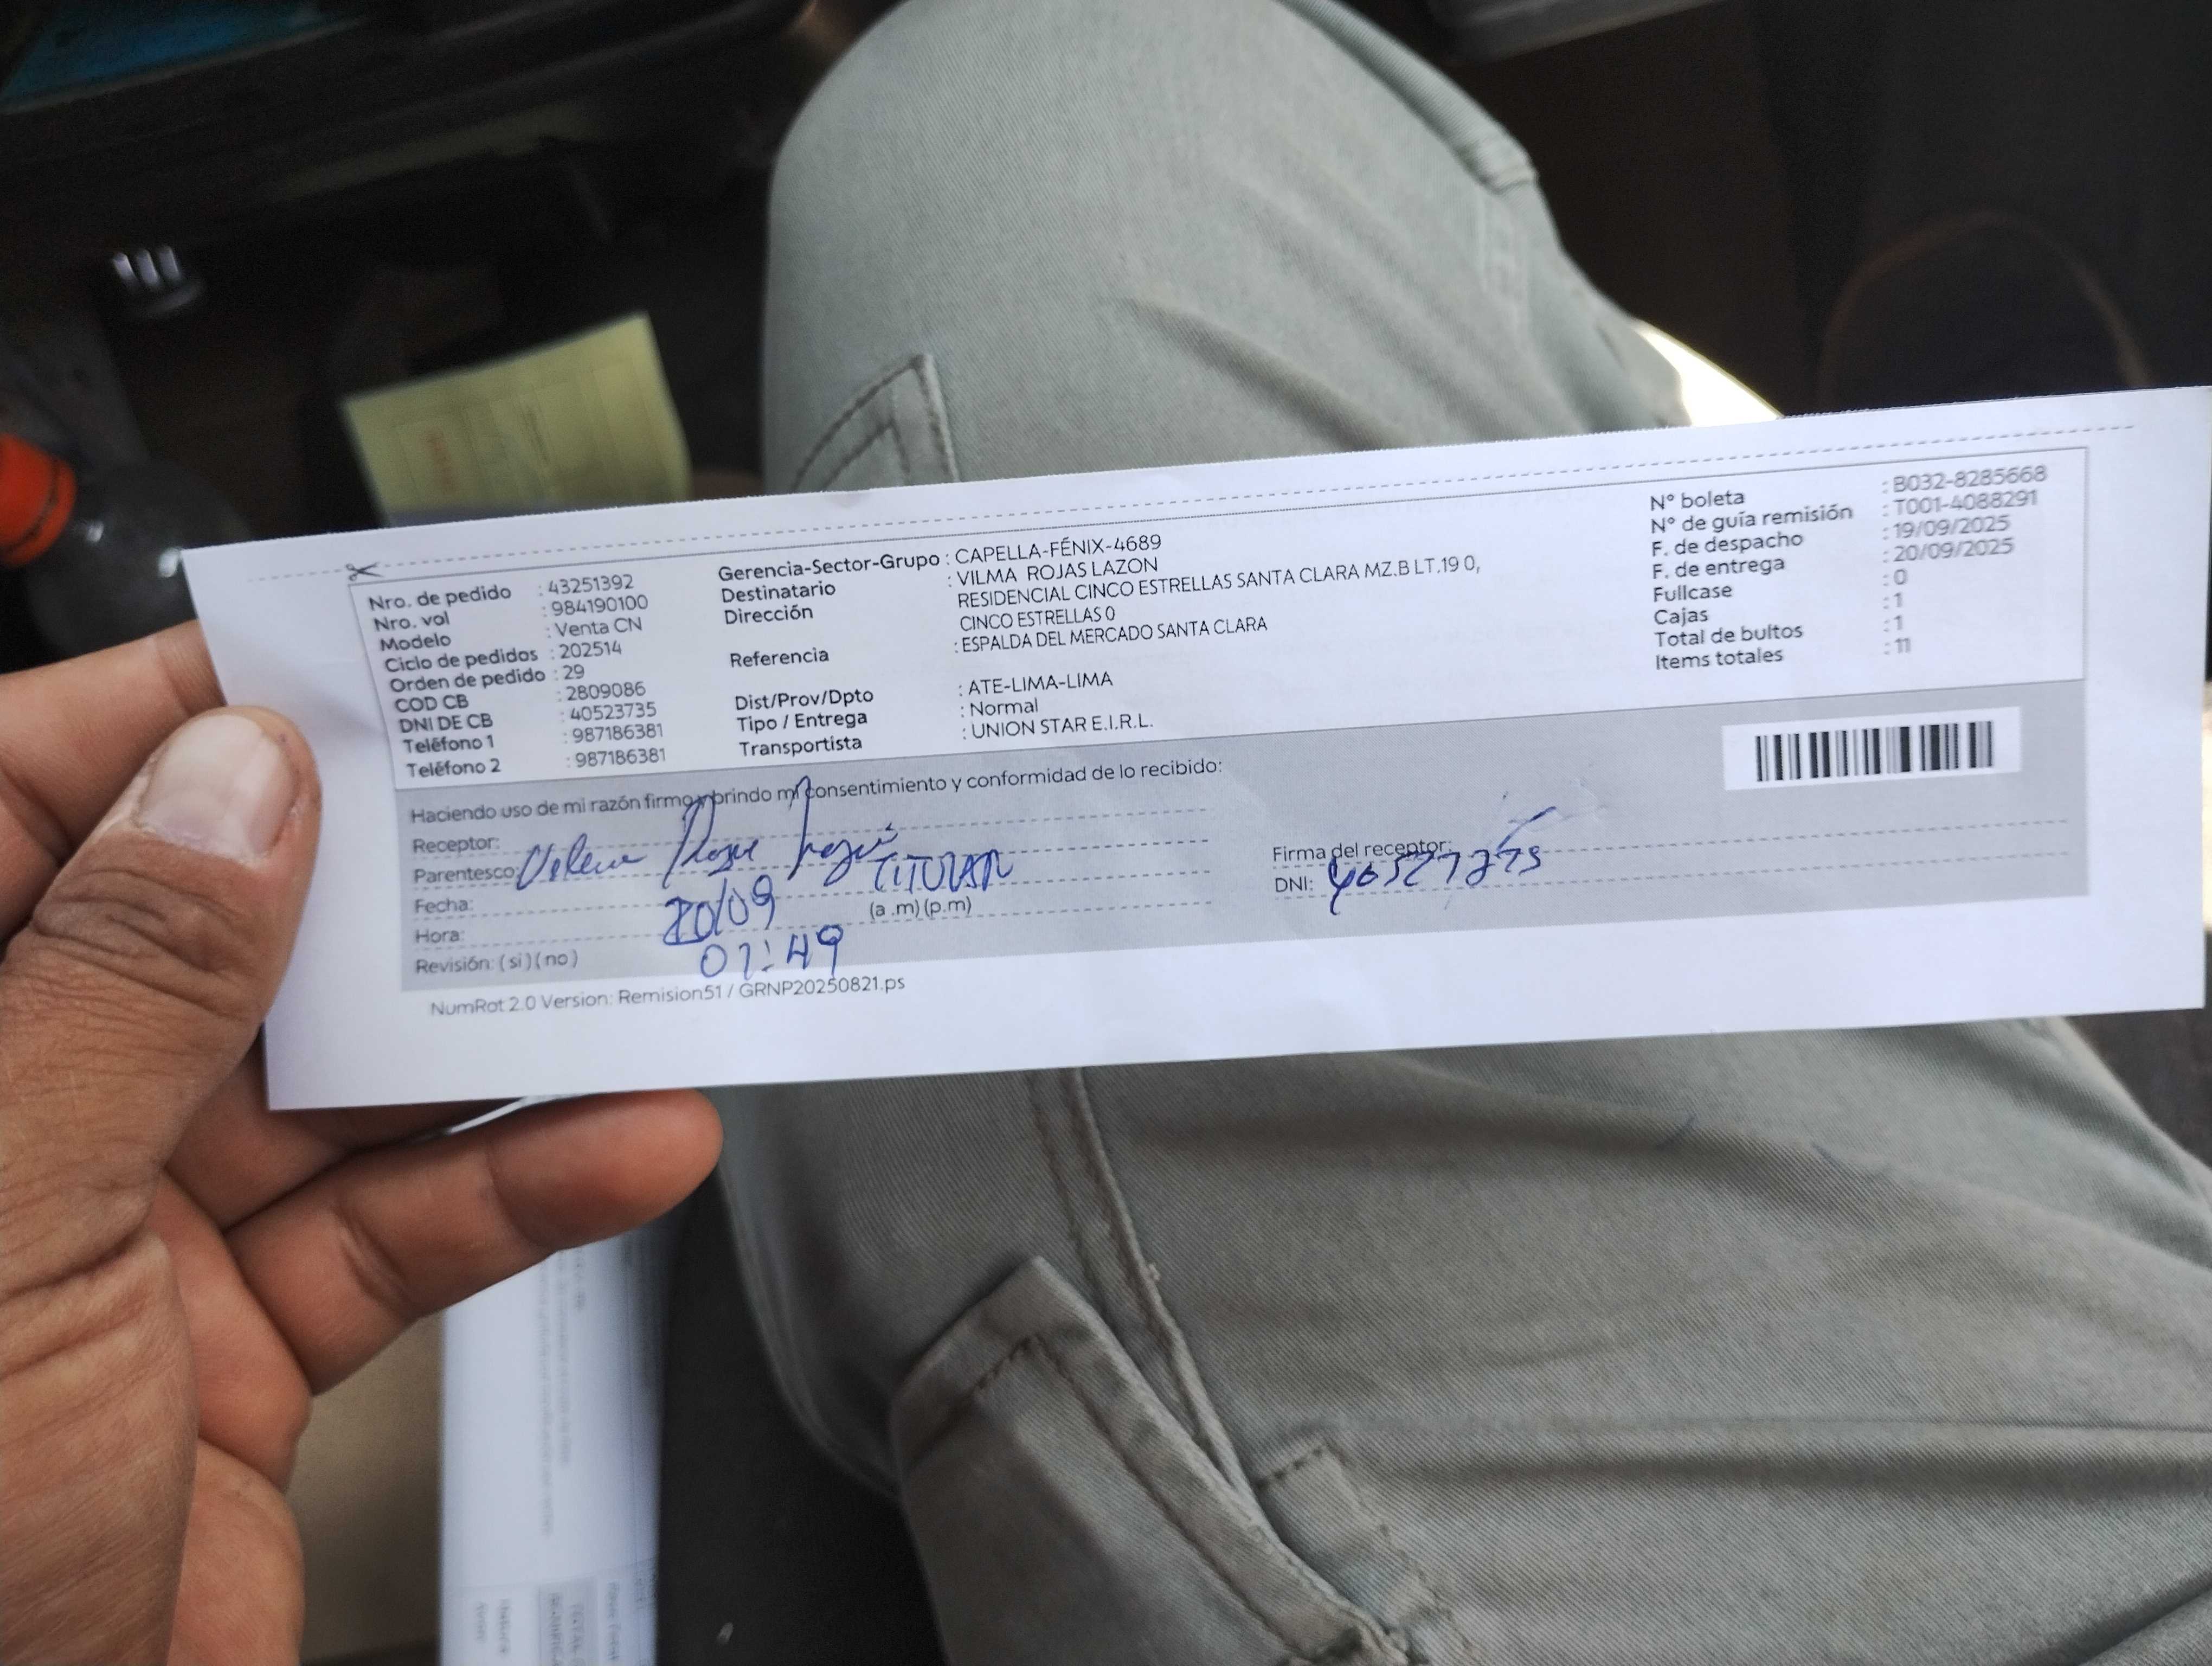 Nro. de pedido : 43251392
Nro. vol : 984190100
Modelo : Venta CN
Ciclo de pedidos : 202514
Orden de pedido : 29
COD CB : 2809086
DNI DE CB : 40523735
Teléfono 1 : 987186381
Teléfono 2 : 987186381
Gerencia-Sector-Grupo : CAPELLA-FÉNIX-4689
Destinatario : VILMA ROJAS LAZON
Dirección RESIDENCIAL CINCO ESTRELLAS SANTA CLARA MZ.B LT.19 0,
CINCO ESTRELLAS 0
Referencia : ESPALDA DEL MERCADO SANTA CLARA
Dist/Prov/Dpto : ATE-LIMA-LIMA
Tipo / Entrega : Normal
Transportista : UNION STAR E.I.R.L.
N° boleta : B032-8285668
N° de guía remisión : T001-4088291
F. de despacho : 19/09/2025
F. de entrega : 20/09/2025
Fullcase : 0
Cajas : 1
Total de bultos : 1
Items totales : 11
Haciendo uso de mi razón firmo y brindo mi consentimiento y conformidad de lo recibido:
Receptor:
Parentesco:
Fecha: 20/09
Hora: 07:49 (a .m) (p.m)
Revisión: ( si ) ( no )
Firma del receptor:
DNI:
NumRot 2.0 Version: Remision51 / GRNP20250821.ps